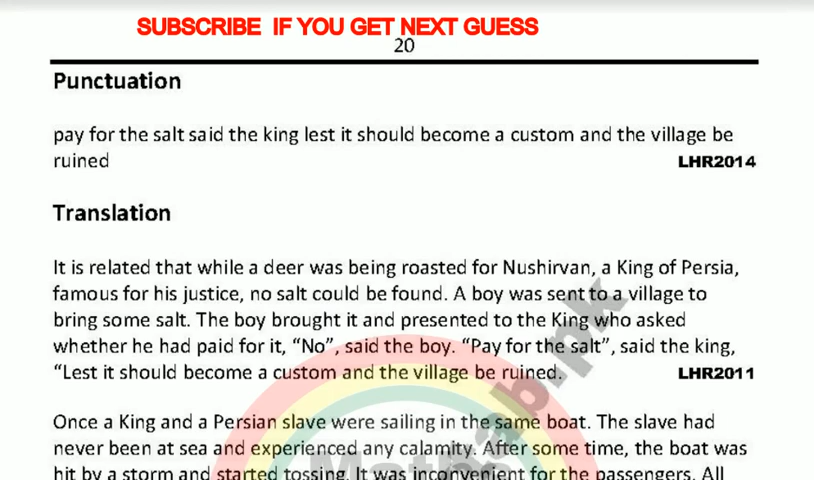 SUBSCRIBE IF YOU GET NEXT GUESS
20
Punctuation
pay for the salt said the king lest it should become a custom and the village be
ruined LHR2014
Translation
It is related that while a deer was being roasted for Nushirvan, a King of Persia,
famous for his justice, no salt could be found. A boy was sent to a village to
bring some salt. The boy brought it and presented to the King who asked
whether he had paid for it, “No”, said the boy. “Pay for the salt”, said the king,
“Lest it should become a custom and the village be ruined. LHR2011
Once a King and a Persian slave were sailing in the same boat. The slave had
never been at sea and experienced any calamity. After some time, the boat was
hit by a storm and started tossing. It was inconvenient for the passengers. All